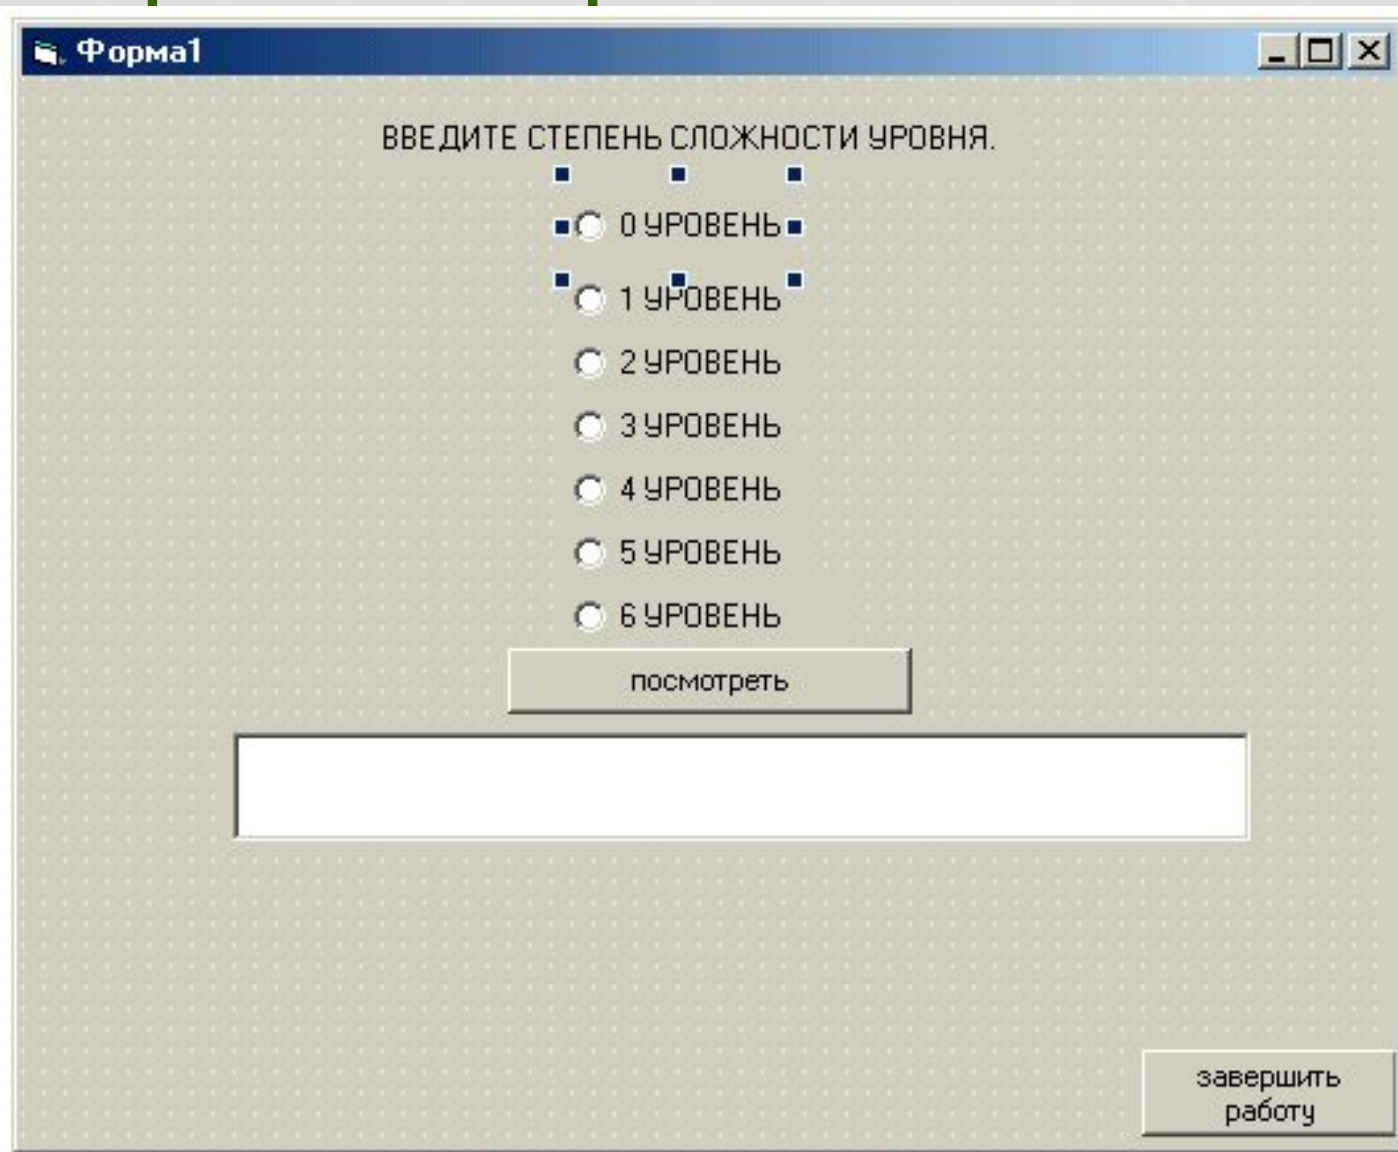 Форма1
ВВЕДИТЕ СТЕПЕНЬ СЛОЖНОСТИ УРОВНЯ.
0 УРОВЕНЬ
1 УРОВЕНЬ
2 УРОВЕНЬ
3 УРОВЕНЬ
4 УРОВЕНЬ
5 УРОВЕНЬ
6 УРОВЕНЬ
посмотреть
завершить
работу